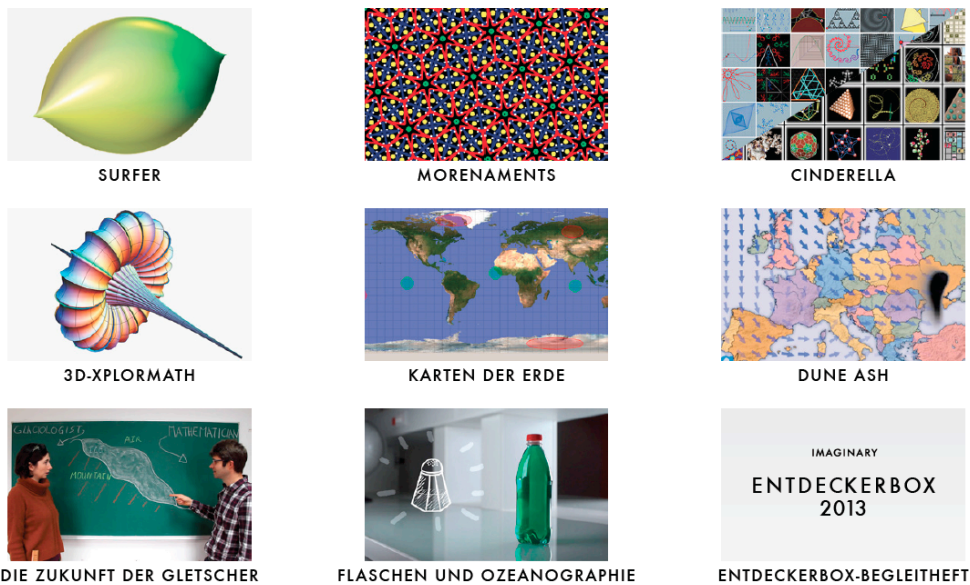 SURFER
MORENAMENTS
CINDERELLA
3D-XPLORMATH
KARTEN DER ERDE
DUNE ASH
GLACIOLOGIST
AIR
MATHEMATICIAN
MOUNTAIN
IMAGINARY
ENTDECKERBOX
2013
DIE ZUKUNFT DER GLETSCHER
FLASCHEN UND OZEANOGRAPHIE
ENTDECKERBOX-BEGLEITHEFT